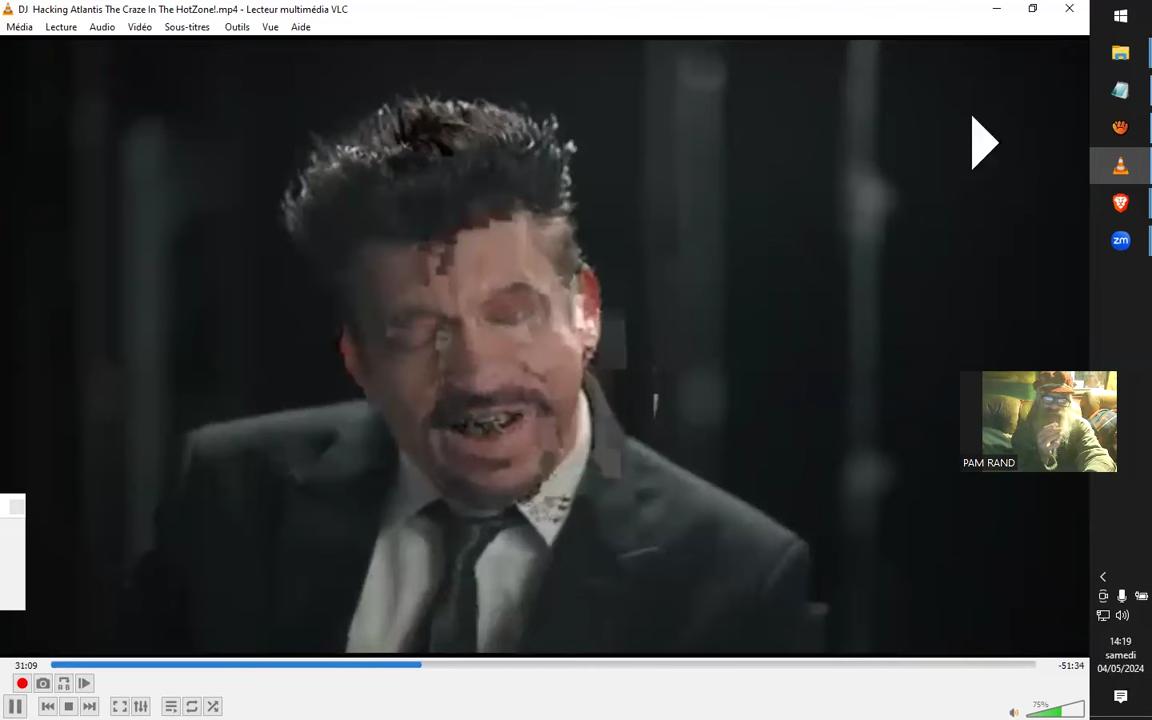 DJ Hacking Atlantis The Craze In The HotZone!.mp4 - Lecteur multimédia VLC
Média Lecture Audio Vidéo Sous-titres Outils Vue Aide
zm
PAM RAND
14:19
samedi
04/05/2024
31:09
-51:34
75%